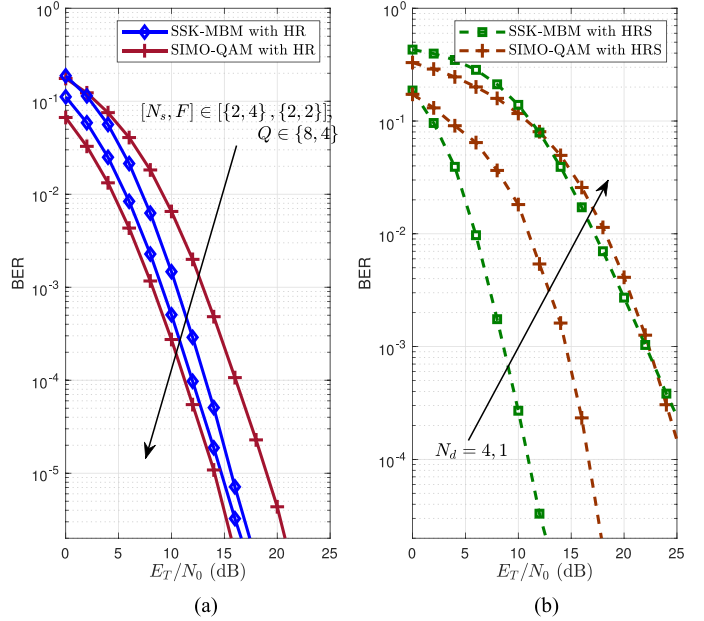 SSK-MBM with HR
SIMO-QAM with HR
[N_s, F] ∈ [{2, 4}, {2, 2}],
Q ∈ {8, 4}
10^0
10^-1
10^-2
10^-3
10^-4
10^-5
BER
0 5 10 15 20 25
E_T/N_0 (dB)
(a)
SSK-MBM with HRS
SIMO-QAM with HRS
10^0
10^-1
10^-2
10^-3
10^-4
BER
N_d = 4, 1
0 5 10 15 20 25
E_T/N_0 (dB)
(b)